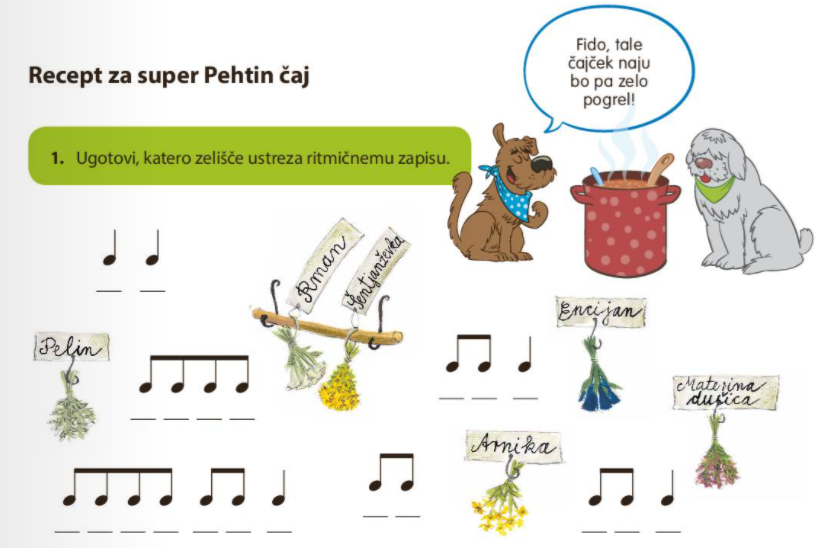 Fido, tale
čajček naju
bo pa zelo
pogrel!
Recept za super Pehtin čaj
1. Ugotovi, katero zelišče ustreza ritmičnemu zapisu.
Rman
Šentjanževka
Encijan
Pelin
Materina
dušica
Arnika